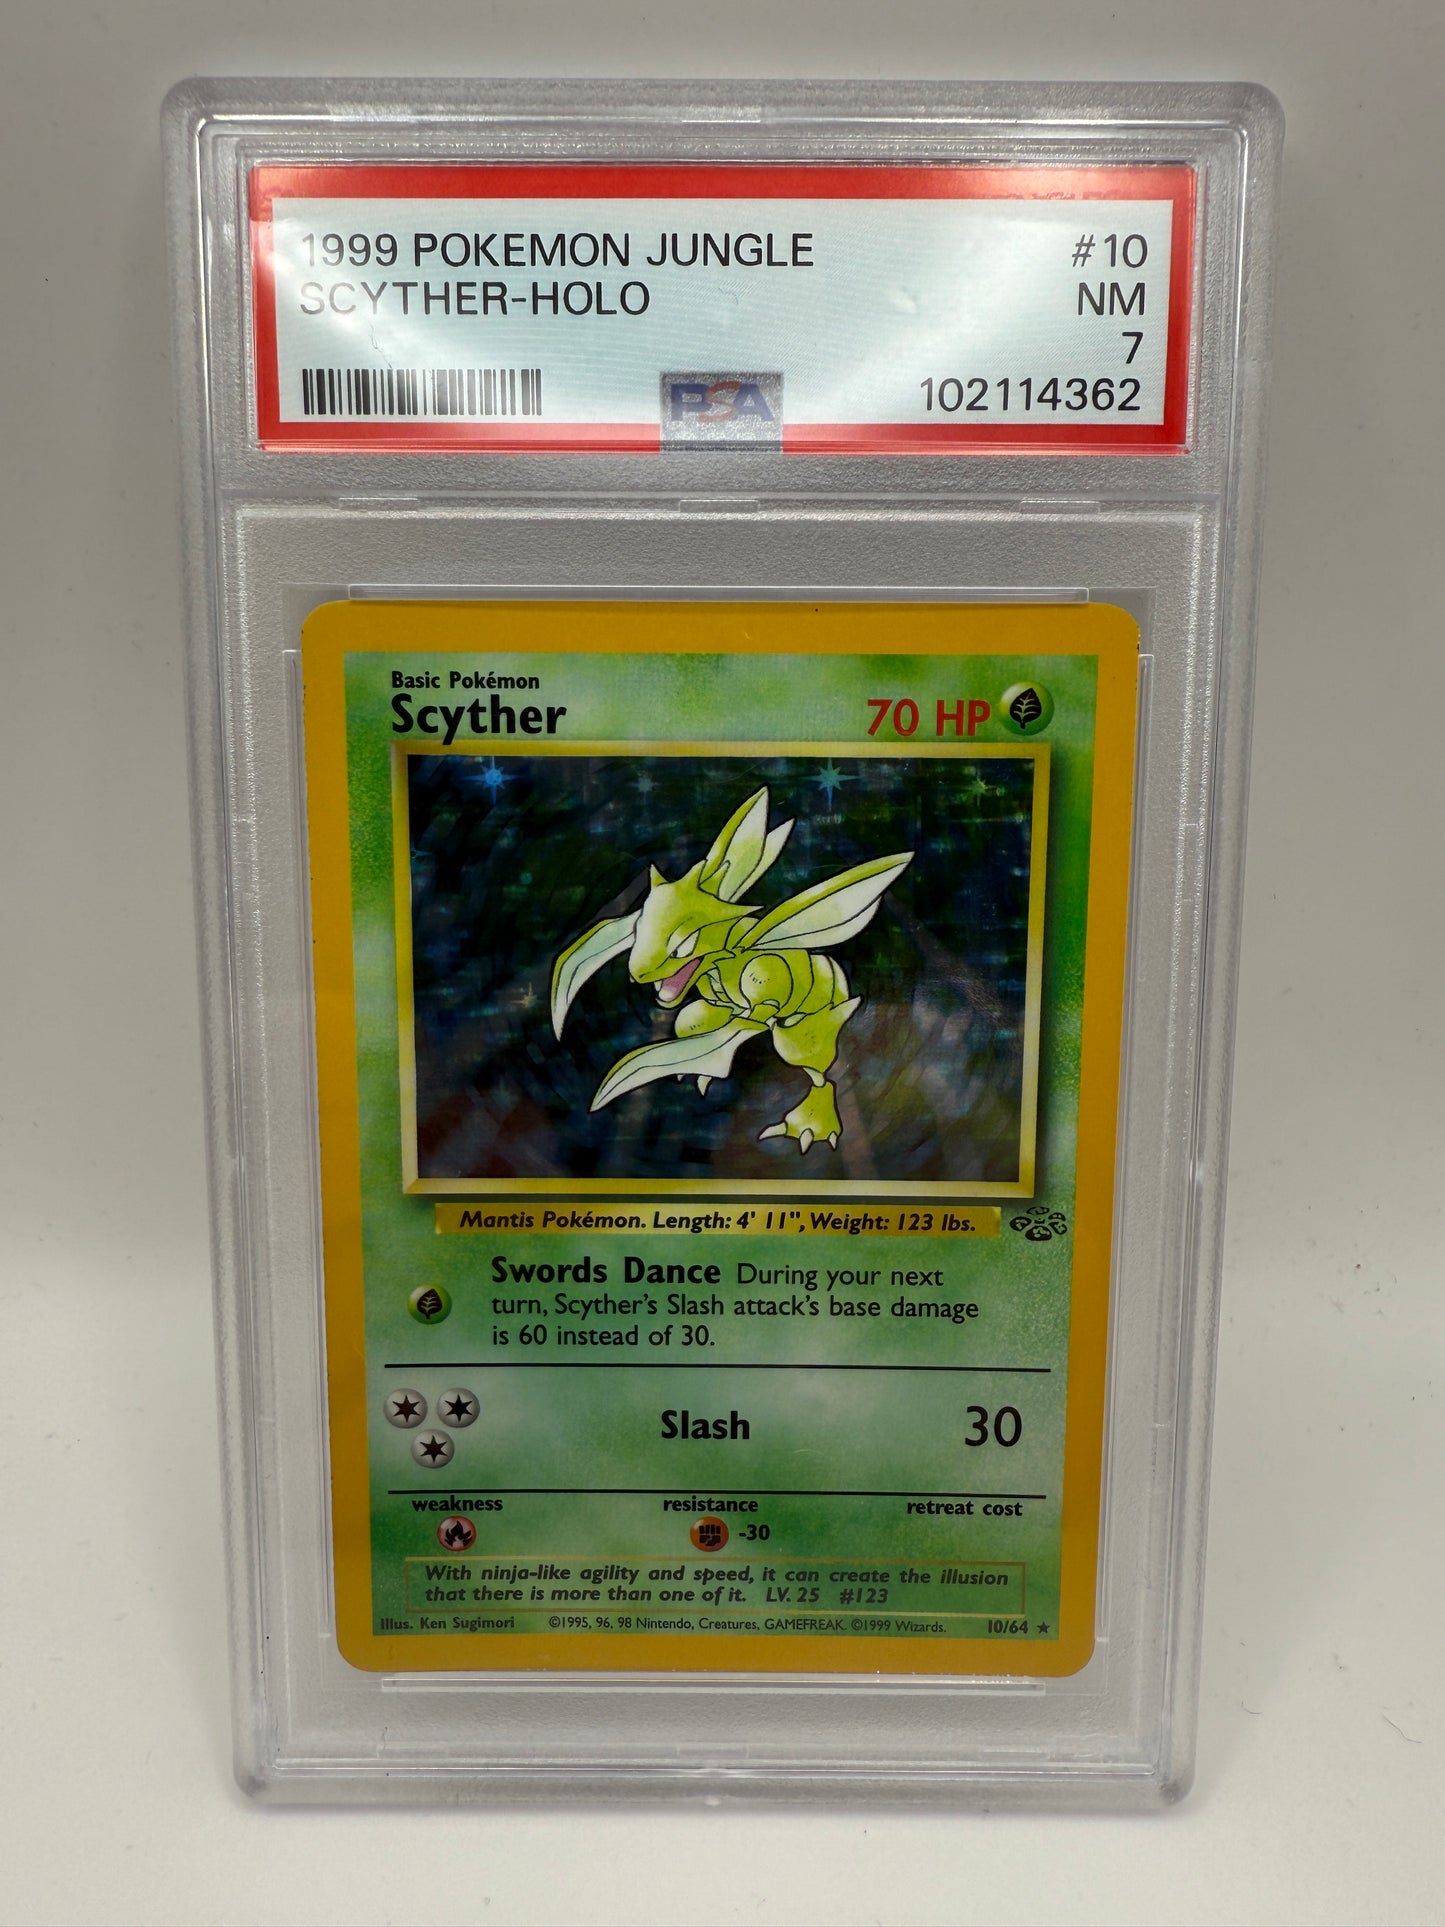 1999 POKEMON JUNGLE #10
SCYTHER-HOLO NM
7
PSA 102114362
Basic Pokémon
Scyther 70 HP
Mantis Pokémon. Length: 4' 11", Weight: 123 lbs.
Swords Dance During your next
turn, Scyther's Slash attack's base damage
is 60 instead of 30.
Slash 30
weakness resistance retreat cost
-30
With ninja-like agility and speed, it can create the illusion
that there is more than one of it. LV. 25 #123
Illus. Ken Sugimori ©1995, 96, 98 Nintendo, Creatures, GAMEFREAK. ©1999 Wizards. 10/64 ★